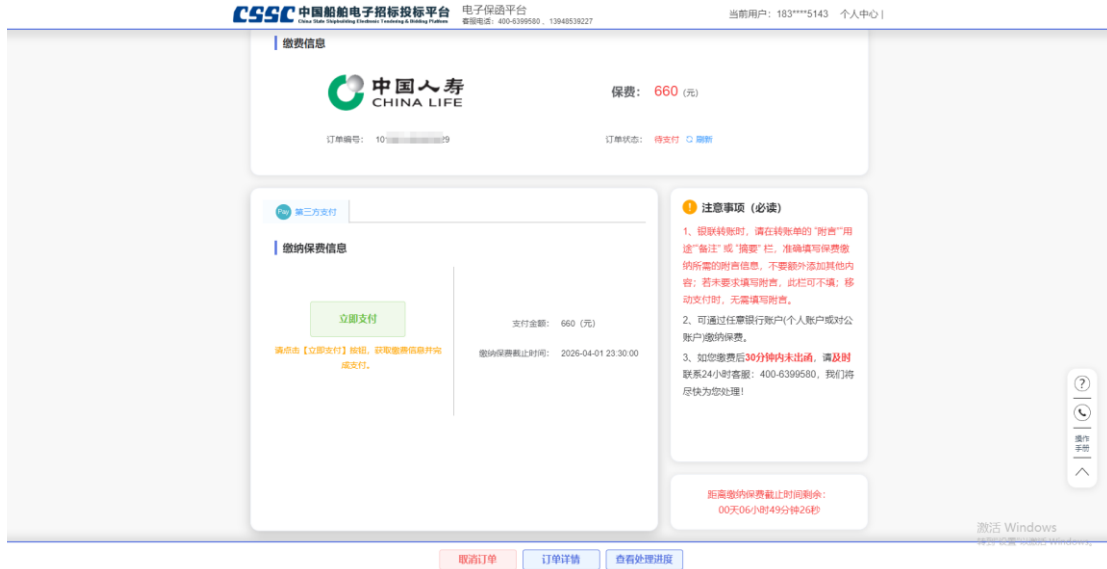 CSSC 中国船舶电子招标投标平台 电子保函平台
China State Shipbuilding Electronic Tendering & Bidding Platform 客服电话：400-6399580 、13948539227
当前用户：183****5143 个人中心 |
缴费信息
中国人寿
CHINA LIFE
保费： 660 (元)
订单编号： 10 29
订单状态： 待支付 刷新
Pay 第三方支付
缴纳保费信息
立即支付
请点击【立即支付】按钮，获取缴费信息并完
成支付。
支付金额： 660（元）
缴纳保费截止时间： 2026-04-01 23:30:00
! 注意事项（必读）
1、银联转账时，请在转账单的 "附言""用
途""备注" 或 "摘要" 栏，准确填写保费缴
纳所需的附言信息，不要额外添加其他内
容；若未要求填写附言，此栏可不填；移
动支付时，无需填写附言。
2、可通过任意银行账户(个人账户或对公
账户)缴纳保费。
3、如您缴费后30分钟内未出函，请及时
联系24小时客服：400-6399580，我们将
尽快为您处理！
距离缴纳保费截止时间剩余：
00天06小时49分钟26秒
?
操作
手册
激活 Windows
取消订单 订单详情 查看处理进度